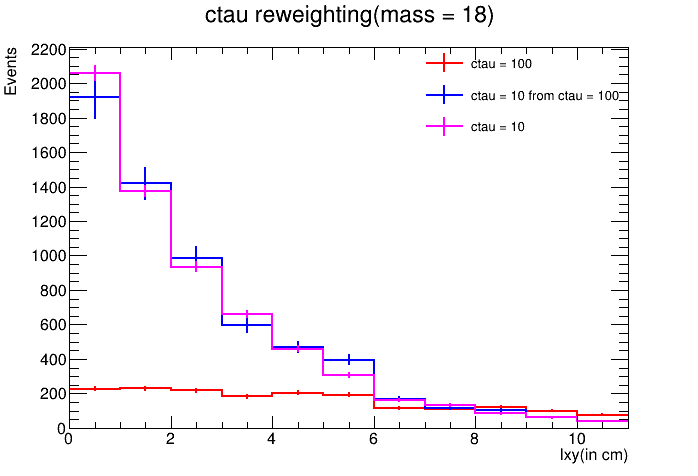 ctau reweighting(mass = 18)
Events
2200
2000
1800
1600
1400
1200
1000
800
600
400
200
0
ctau = 100
ctau = 10 from ctau = 100
ctau = 10
0 2 4 6 8 10
lxy(in cm)